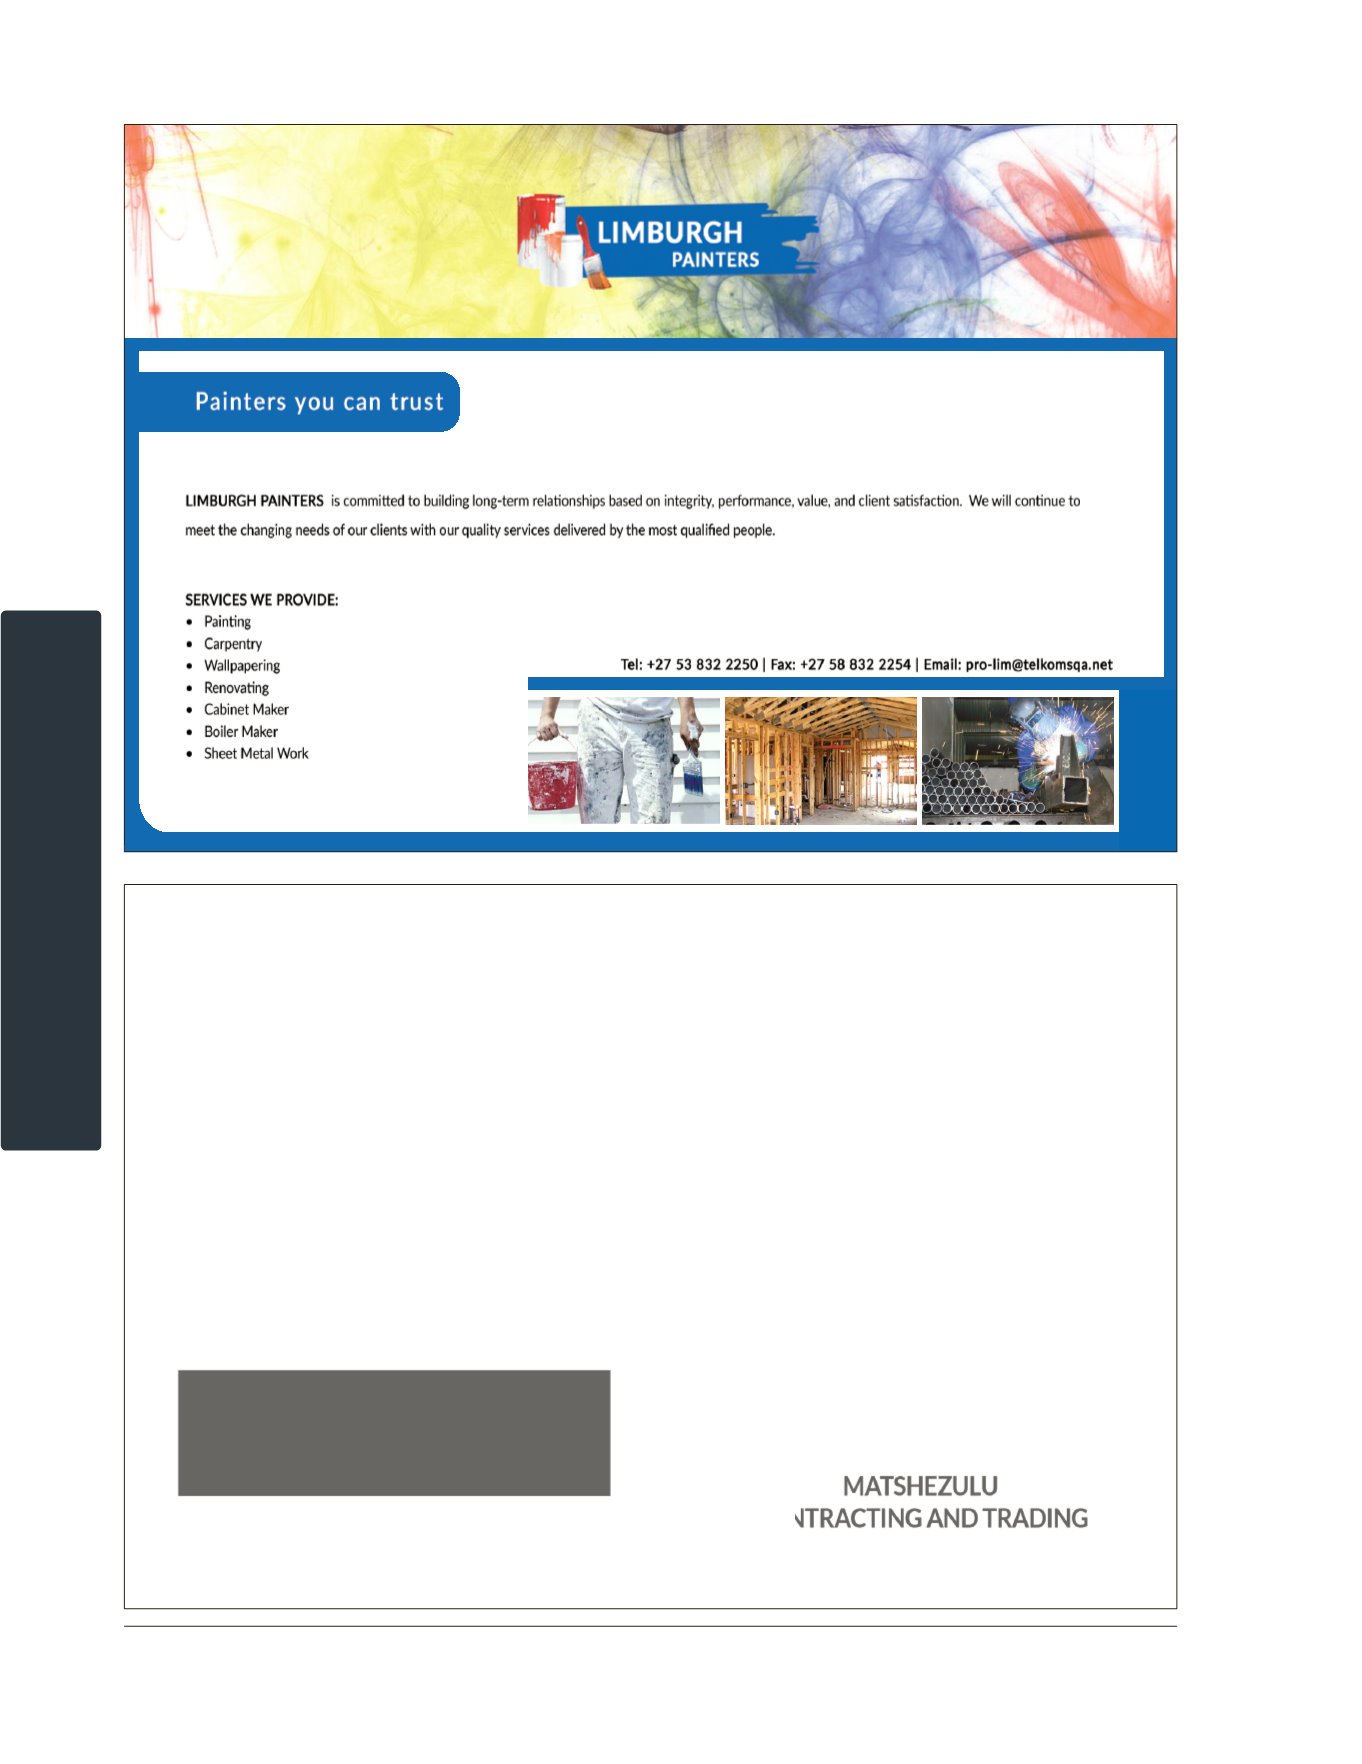 LIMBURGH
PAINTERS
Painters you can trust
LIMBURGH PAINTERS is committed to building long-term relationships based on integrity, performance, value, and client satisfaction. We will continue to
meet the changing needs of our clients with our quality services delivered by the most qualified people.
SERVICES WE PROVIDE:
• Painting
• Carpentry
• Wallpapering
• Renovating
• Cabinet Maker
• Boiler Maker
• Sheet Metal Work
Tel: +27 53 832 2250 | Fax: +27 58 832 2254 | Email: pro-lim@telkomsqa.net
MATSHEZULU
NTRACTING AND TRADING